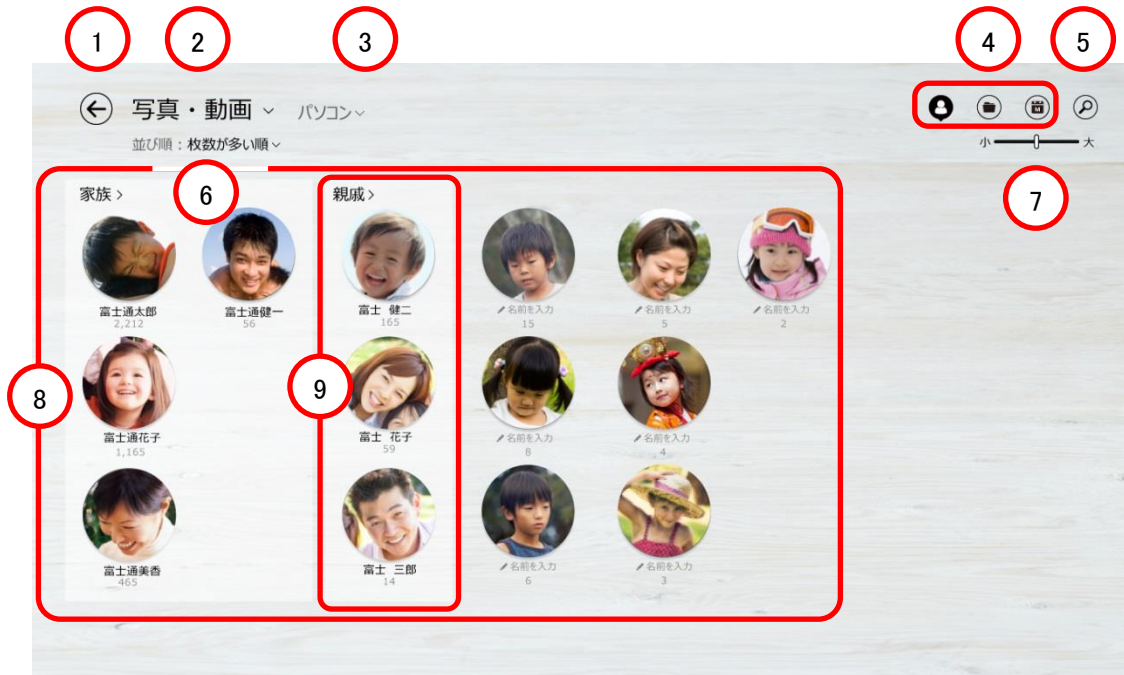 1 2 3 4 5
写真・動画 パソコン
並び順：枚数が多い順
小 大
6 7
家族 親戚
富士通太郎 富士通健一 富士 健二 名前を入力 名前を入力 名前を入力
2,212 56 165 15 5 2
8 9
富士通花子 富士 花子 名前を入力 名前を入力
1,165 59 8 4
富士通美香 富士 三郎 名前を入力 名前を入力
465 14 6 3